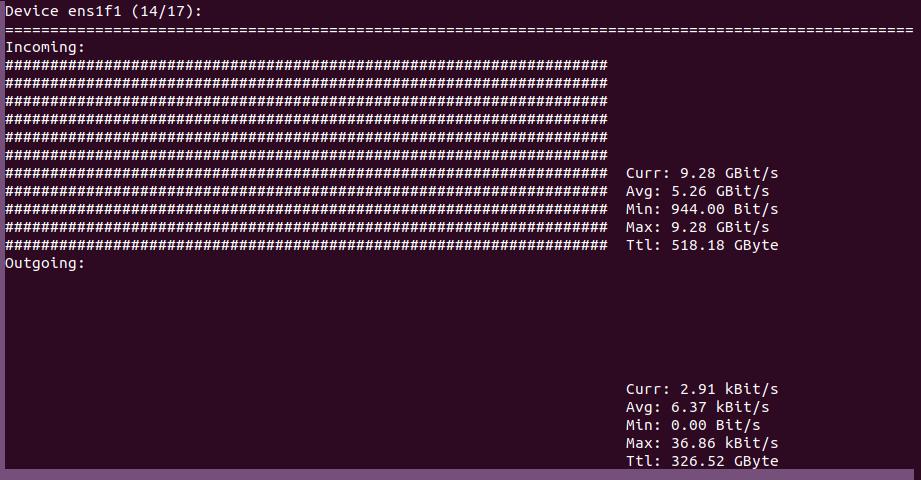 Device ens1f1 (14/17):
=====================================================================================================
Incoming:
###################################################################
###################################################################
###################################################################
###################################################################
###################################################################
###################################################################
################################################################### Curr: 9.28 GBit/s
################################################################### Avg: 5.26 GBit/s
################################################################### Min: 944.00 Bit/s
################################################################### Max: 9.28 GBit/s
################################################################### Ttl: 518.18 GByte
Outgoing:
Curr: 2.91 kBit/s
Avg: 6.37 kBit/s
Min: 0.00 Bit/s
Max: 36.86 kBit/s
Ttl: 326.52 GByte